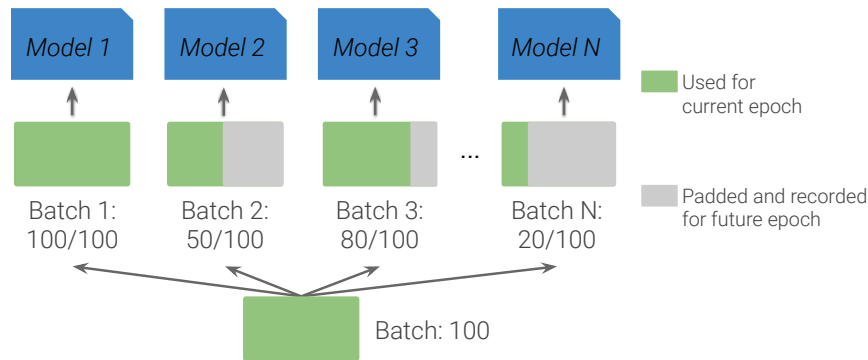 Model 1
Model 2
Model 3
Model N
Used for
current epoch
...
Padded and recorded
for future epoch
Batch 1:
100/100
Batch 2:
50/100
Batch 3:
80/100
Batch N:
20/100
Batch: 100